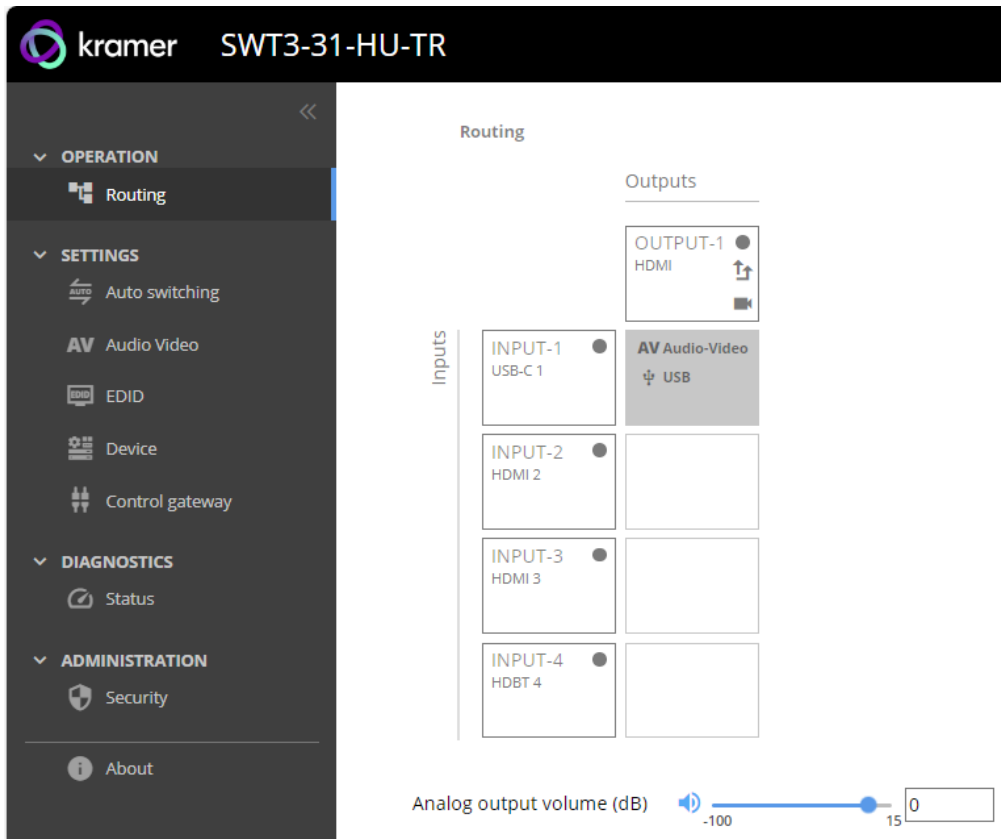 kramer SWT3-31-HU-TR
OPERATION
Routing
SETTINGS
AUTO Auto switching
AV Audio Video
EDID EDID
Device
Control gateway
DIAGNOSTICS
Status
ADMINISTRATION
Security
About
Routing
Outputs
OUTPUT-1
HDMI
Inputs
INPUT-1
USB-C 1
AV Audio-Video
USB
INPUT-2
HDMI 2
INPUT-3
HDMI 3
INPUT-4
HDBT 4
Analog output volume (dB)
-100
15
0